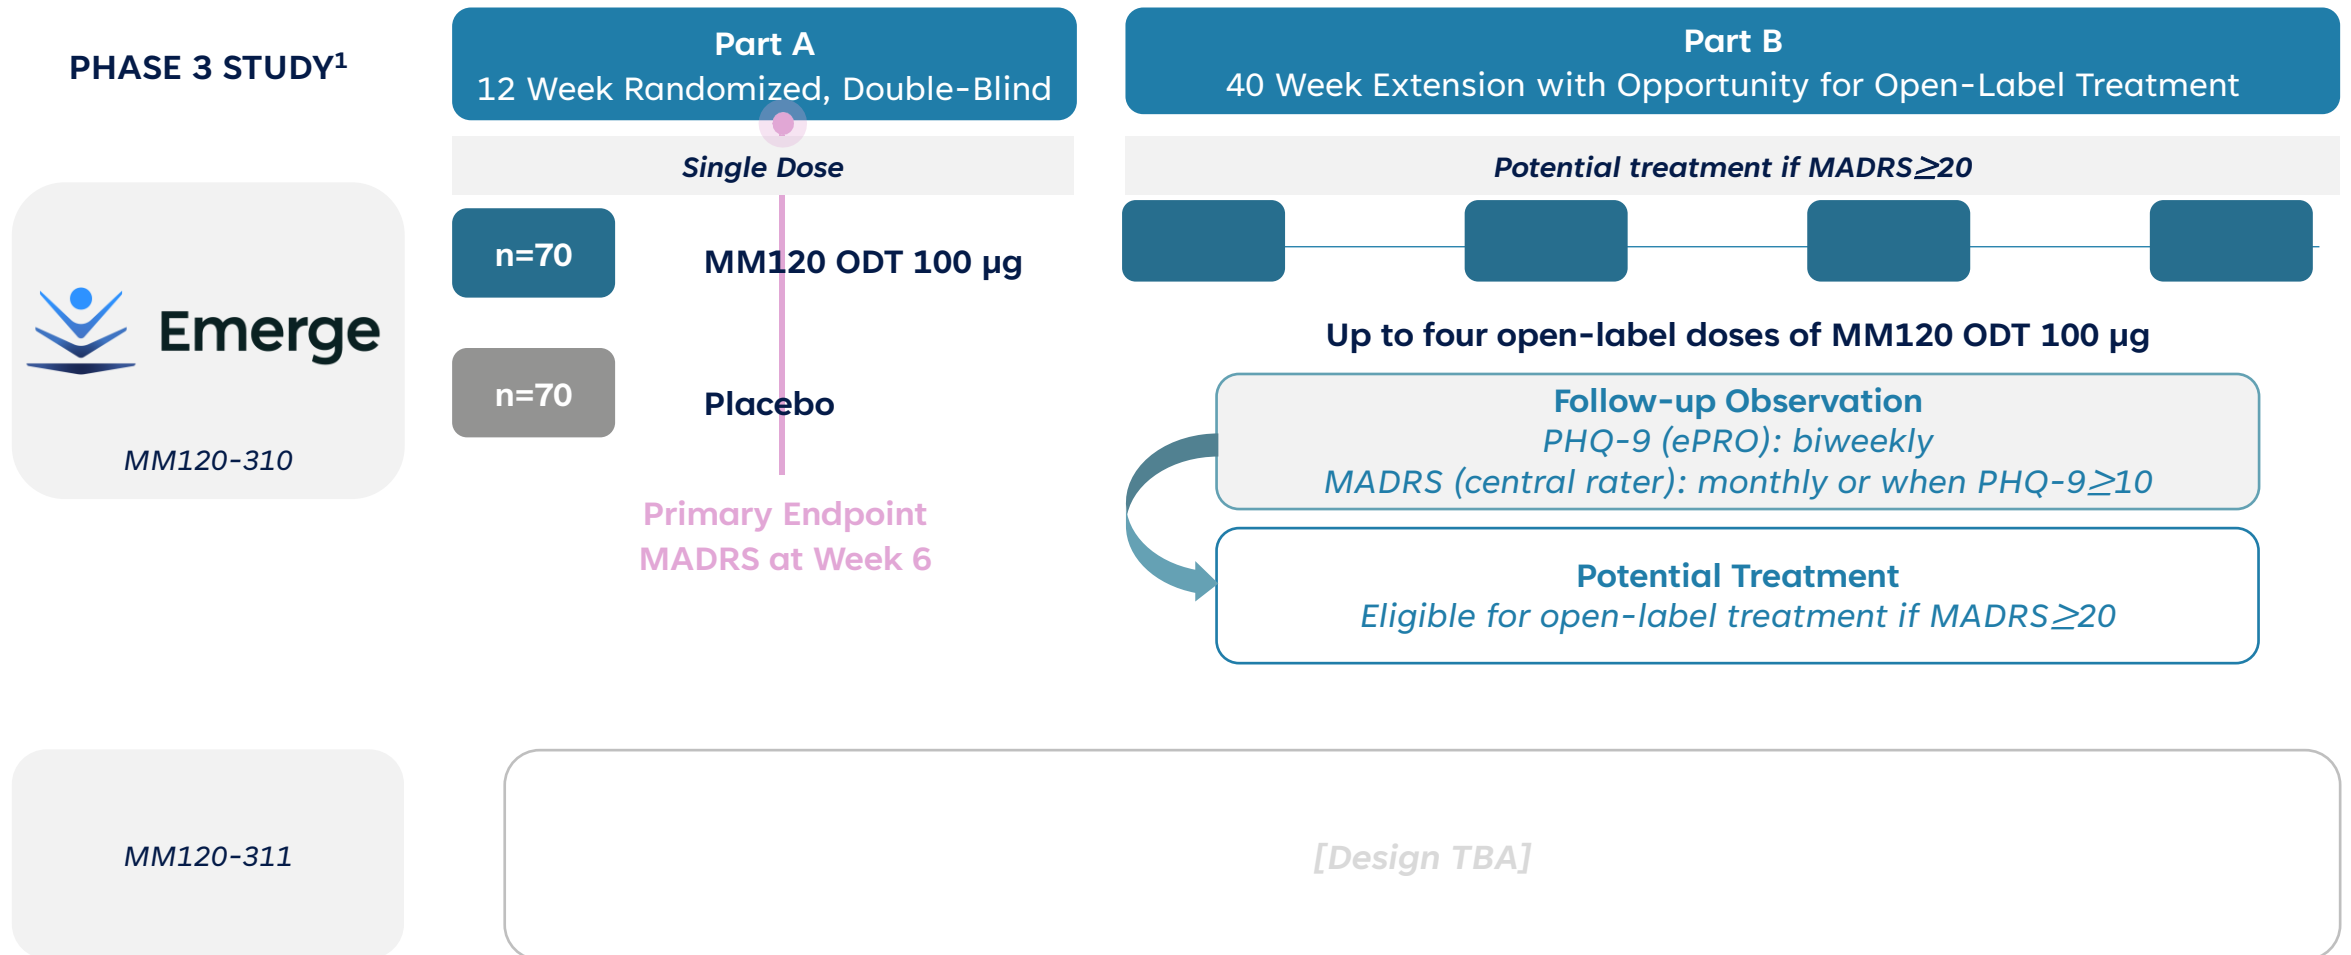 PHASE 3 STUDY¹
Part A
12 Week Randomized, Double-Blind
Part B
40 Week Extension with Opportunity for Open-Label Treatment
Single Dose
Potential treatment if MADRS≥20
Emerge
MM120-310
n=70
MM120 ODT 100 µg
n=70
Placebo
Primary Endpoint
MADRS at Week 6
Up to four open-label doses of MM120 ODT 100 µg
Follow-up Observation
PHQ-9 (ePRO): biweekly
MADRS (central rater): monthly or when PHQ-9≥10
Potential Treatment
Eligible for open-label treatment if MADRS≥20
MM120-311
[Design TBA]